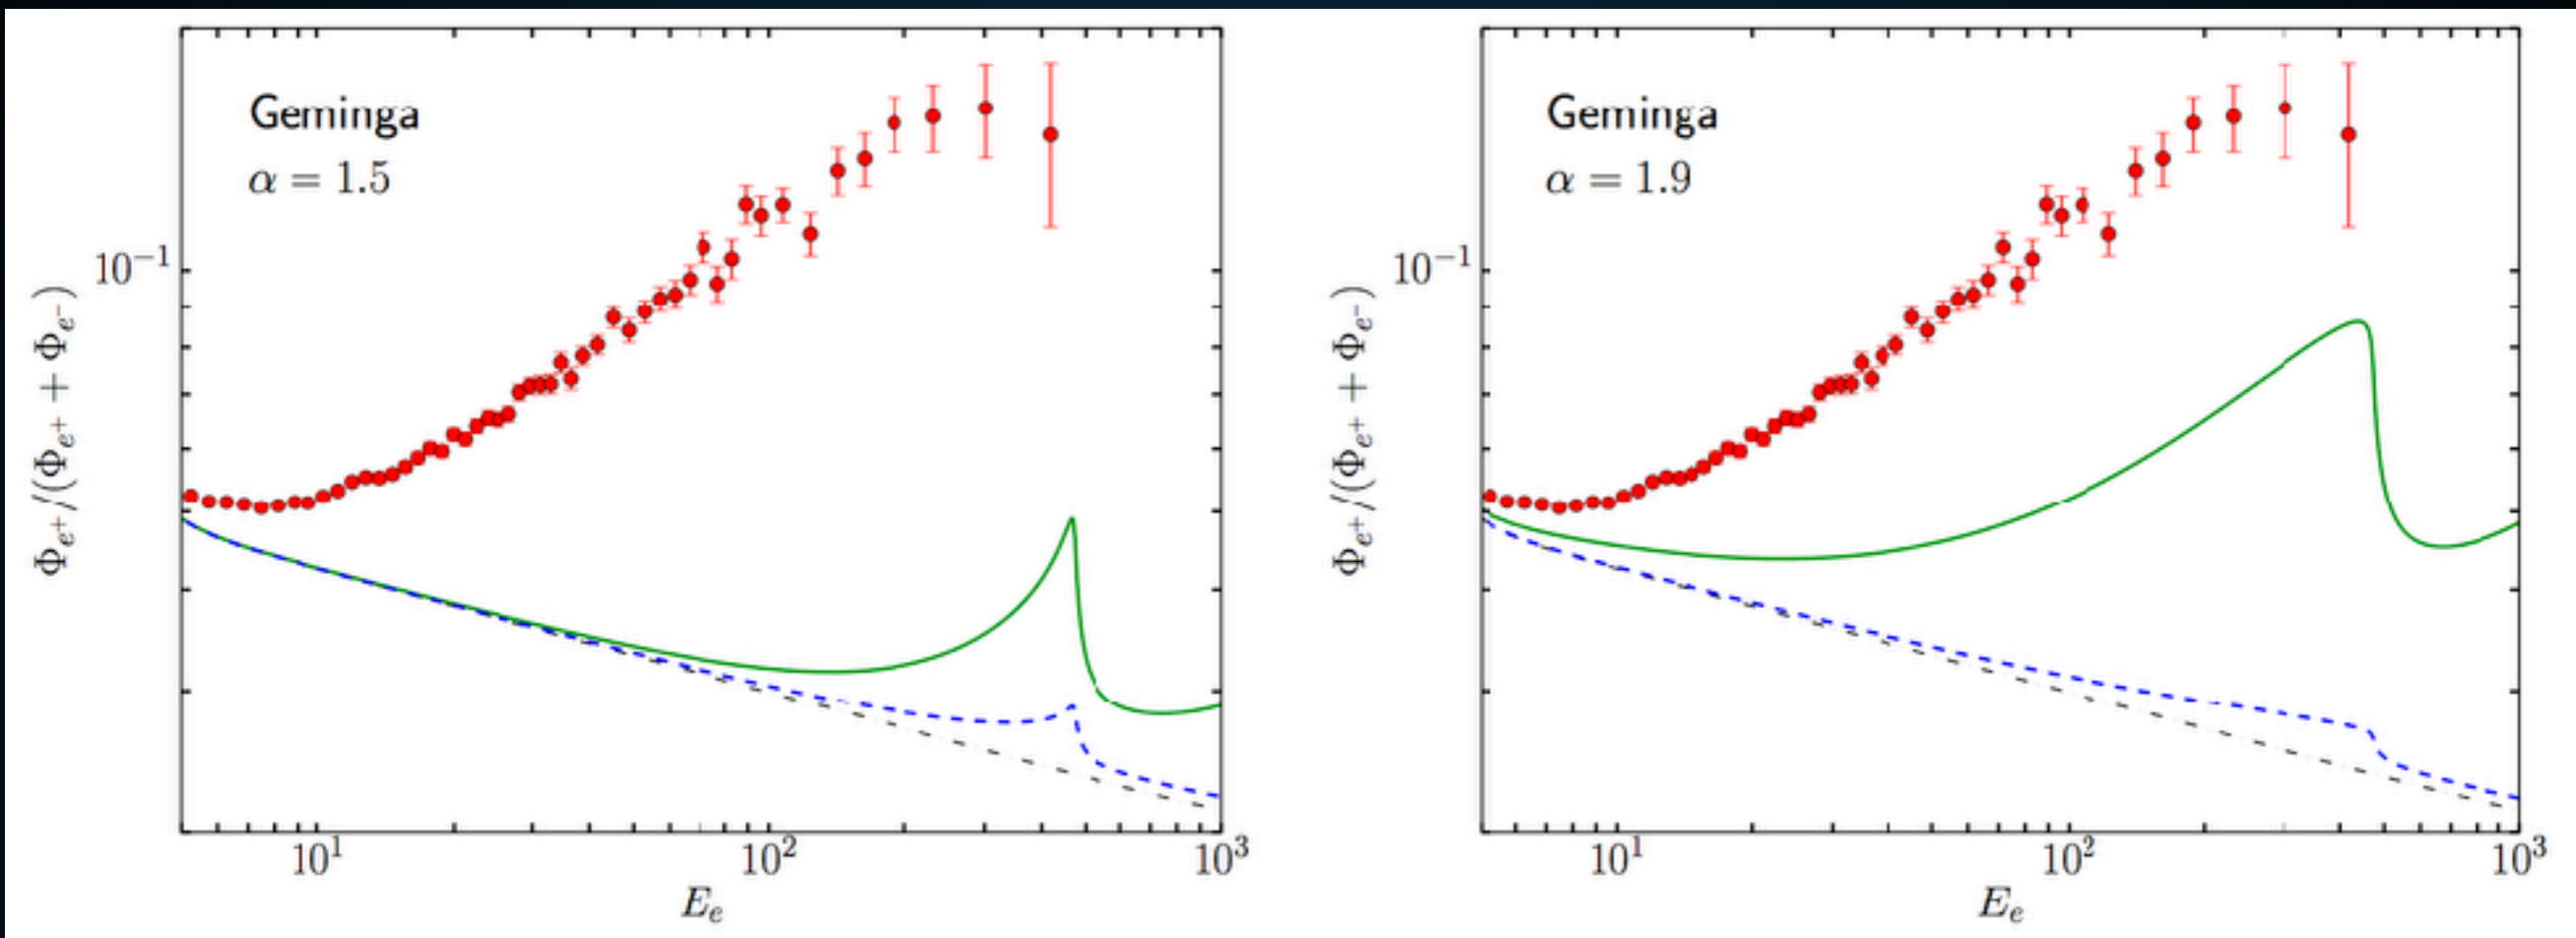 Geminga
α = 1.5
10⁻¹
Φₑ⁺/(Φₑ⁺ + Φₑ⁻)
10¹ 10² 10³
Eₑ
Geminga
α = 1.9
10⁻¹
Φₑ⁺/(Φₑ⁺ + Φₑ⁻)
10¹ 10² 10³
Eₑ